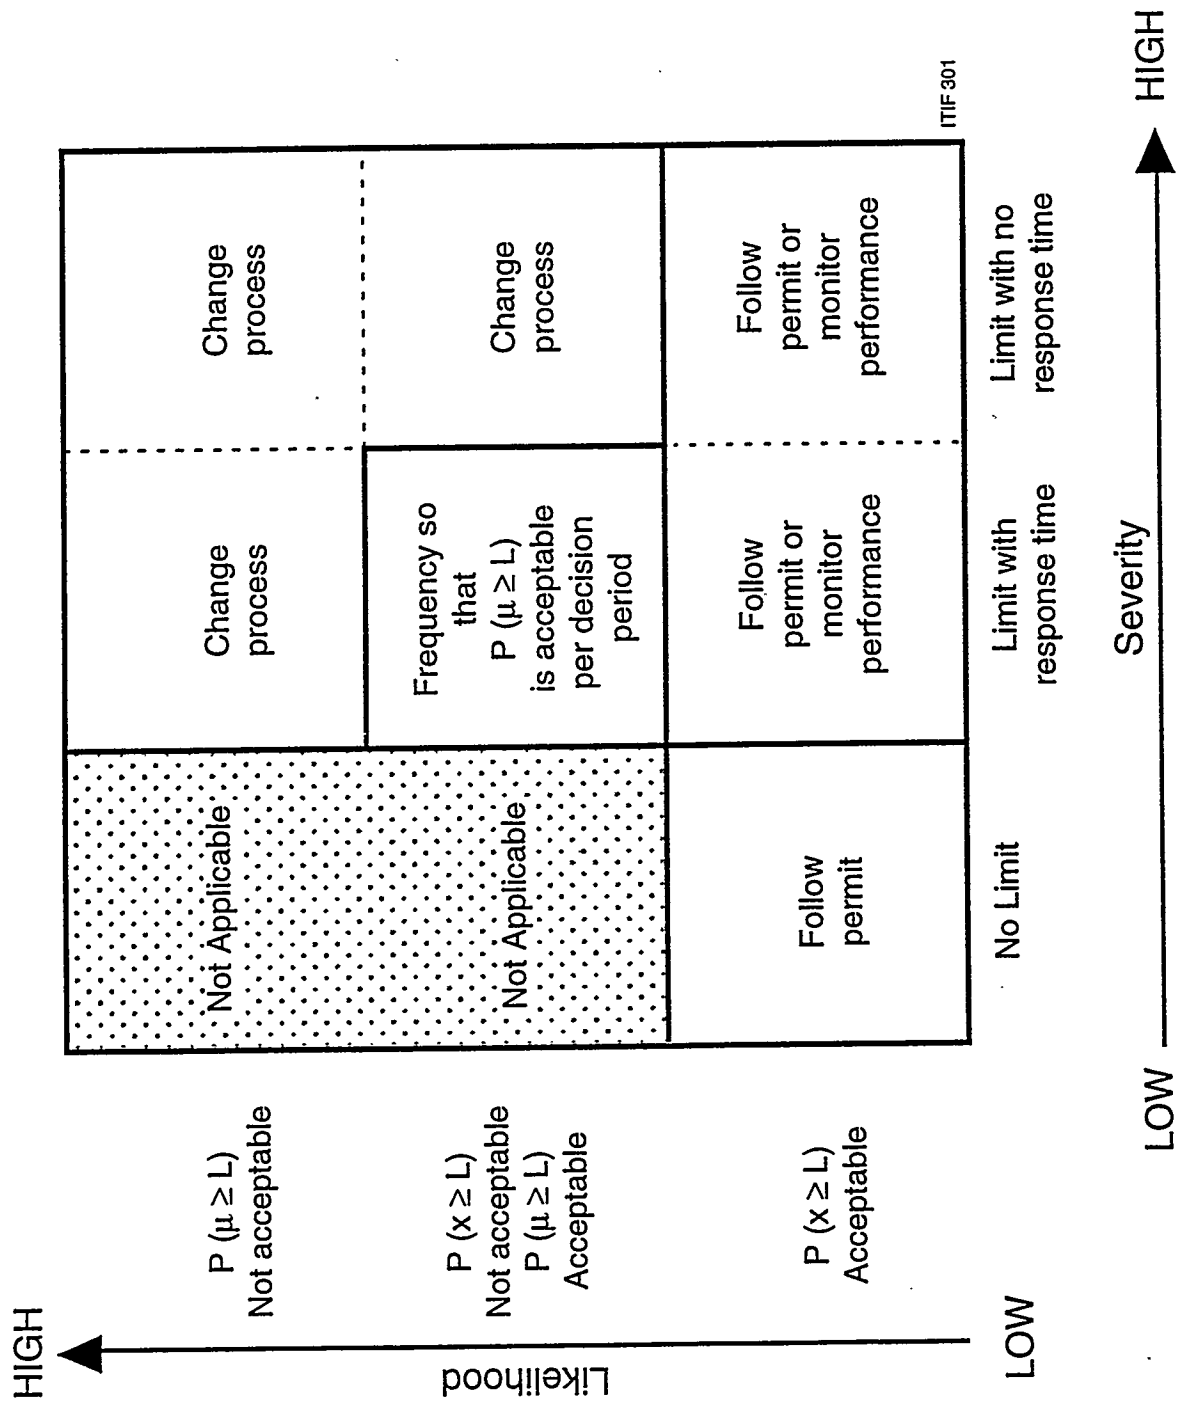 HIGH
Likelihood
LOW
P (μ ≥ L)
Not acceptable
P (x ≥ L)
Not acceptable
P (μ ≥ L)
Acceptable
P (x ≥ L)
Acceptable
Not Applicable
Change
process
Change
process
Not Applicable
Frequency so
that
P (μ ≥ L)
is acceptable
per decision
period
Change
process
Follow
permit
Follow
permit or
monitor
performance
Follow
permit or
monitor
performance
ITIF 301
No Limit
Limit with
response time
Limit with no
response time
LOW
Severity
HIGH